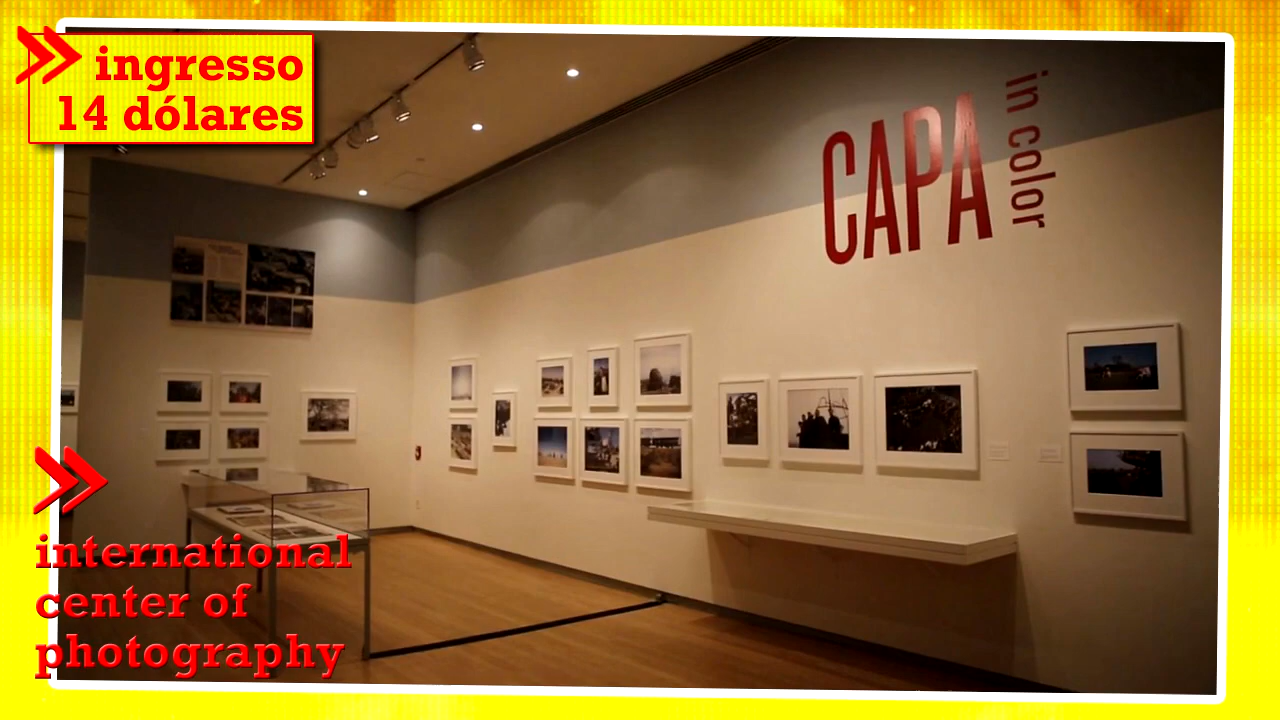 ingresso
14 dólares
CAPA
in color
international
center of
photography